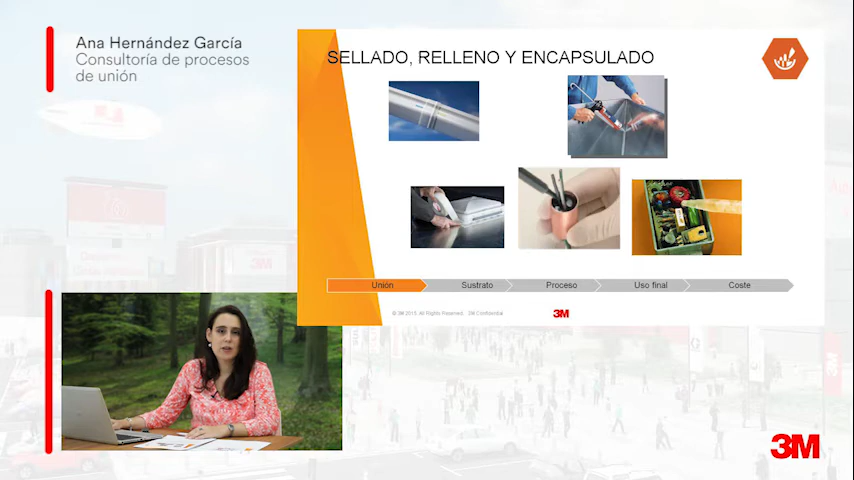 Ana Hernández García
Consultoría de procesos
de unión
SELLADO, RELLENO Y ENCAPSULADO
Unión
Sustrato
Proceso
Uso final
Coste
© 3M 2015. All Rights Reserved. 3M Confidential
3M
3M
3M